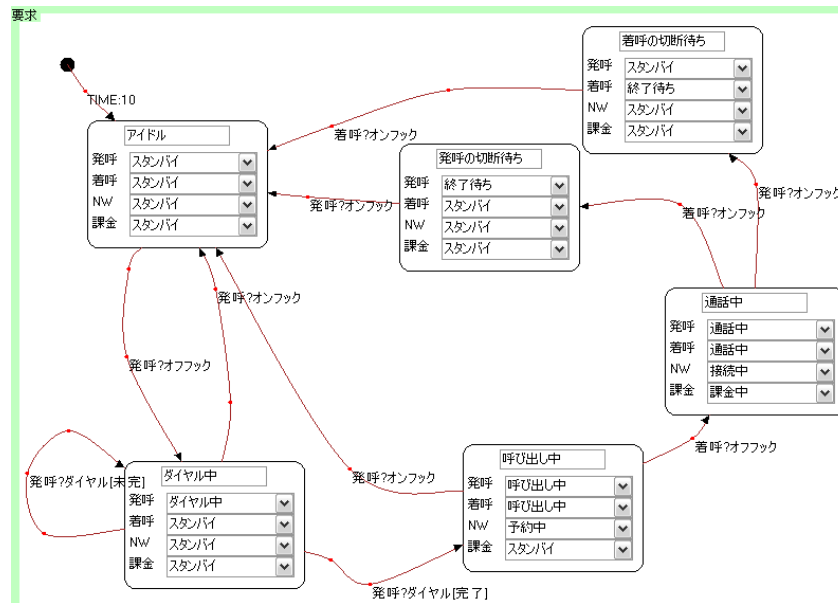 要求
TIME:10
着呼の切断待ち
発呼 スタンバイ
着呼 終了待ち
NW スタンバイ
課金 スタンバイ
着呼?オンフック
アイドル
発呼 スタンバイ
着呼 スタンバイ
NW スタンバイ
課金 スタンバイ
発呼の切断待ち
発呼 終了待ち
着呼 スタンバイ
NW スタンバイ
課金 スタンバイ
発呼?オンフック
発呼?オンフック
着呼?オンフック
発呼?オンフック
通話中
発呼 通話中
着呼 通話中
NW 接続中
課金 課金中
発呼?オフフック
着呼?オフフック
呼び出し中
発呼 呼び出し中
着呼 呼び出し中
NW 予約中
課金 スタンバイ
発呼?オンフック
ダイヤル中
発呼 ダイヤル中
着呼 スタンバイ
NW スタンバイ
課金 スタンバイ
発呼?ダイヤル[未完]
発呼?ダイヤル[完了]